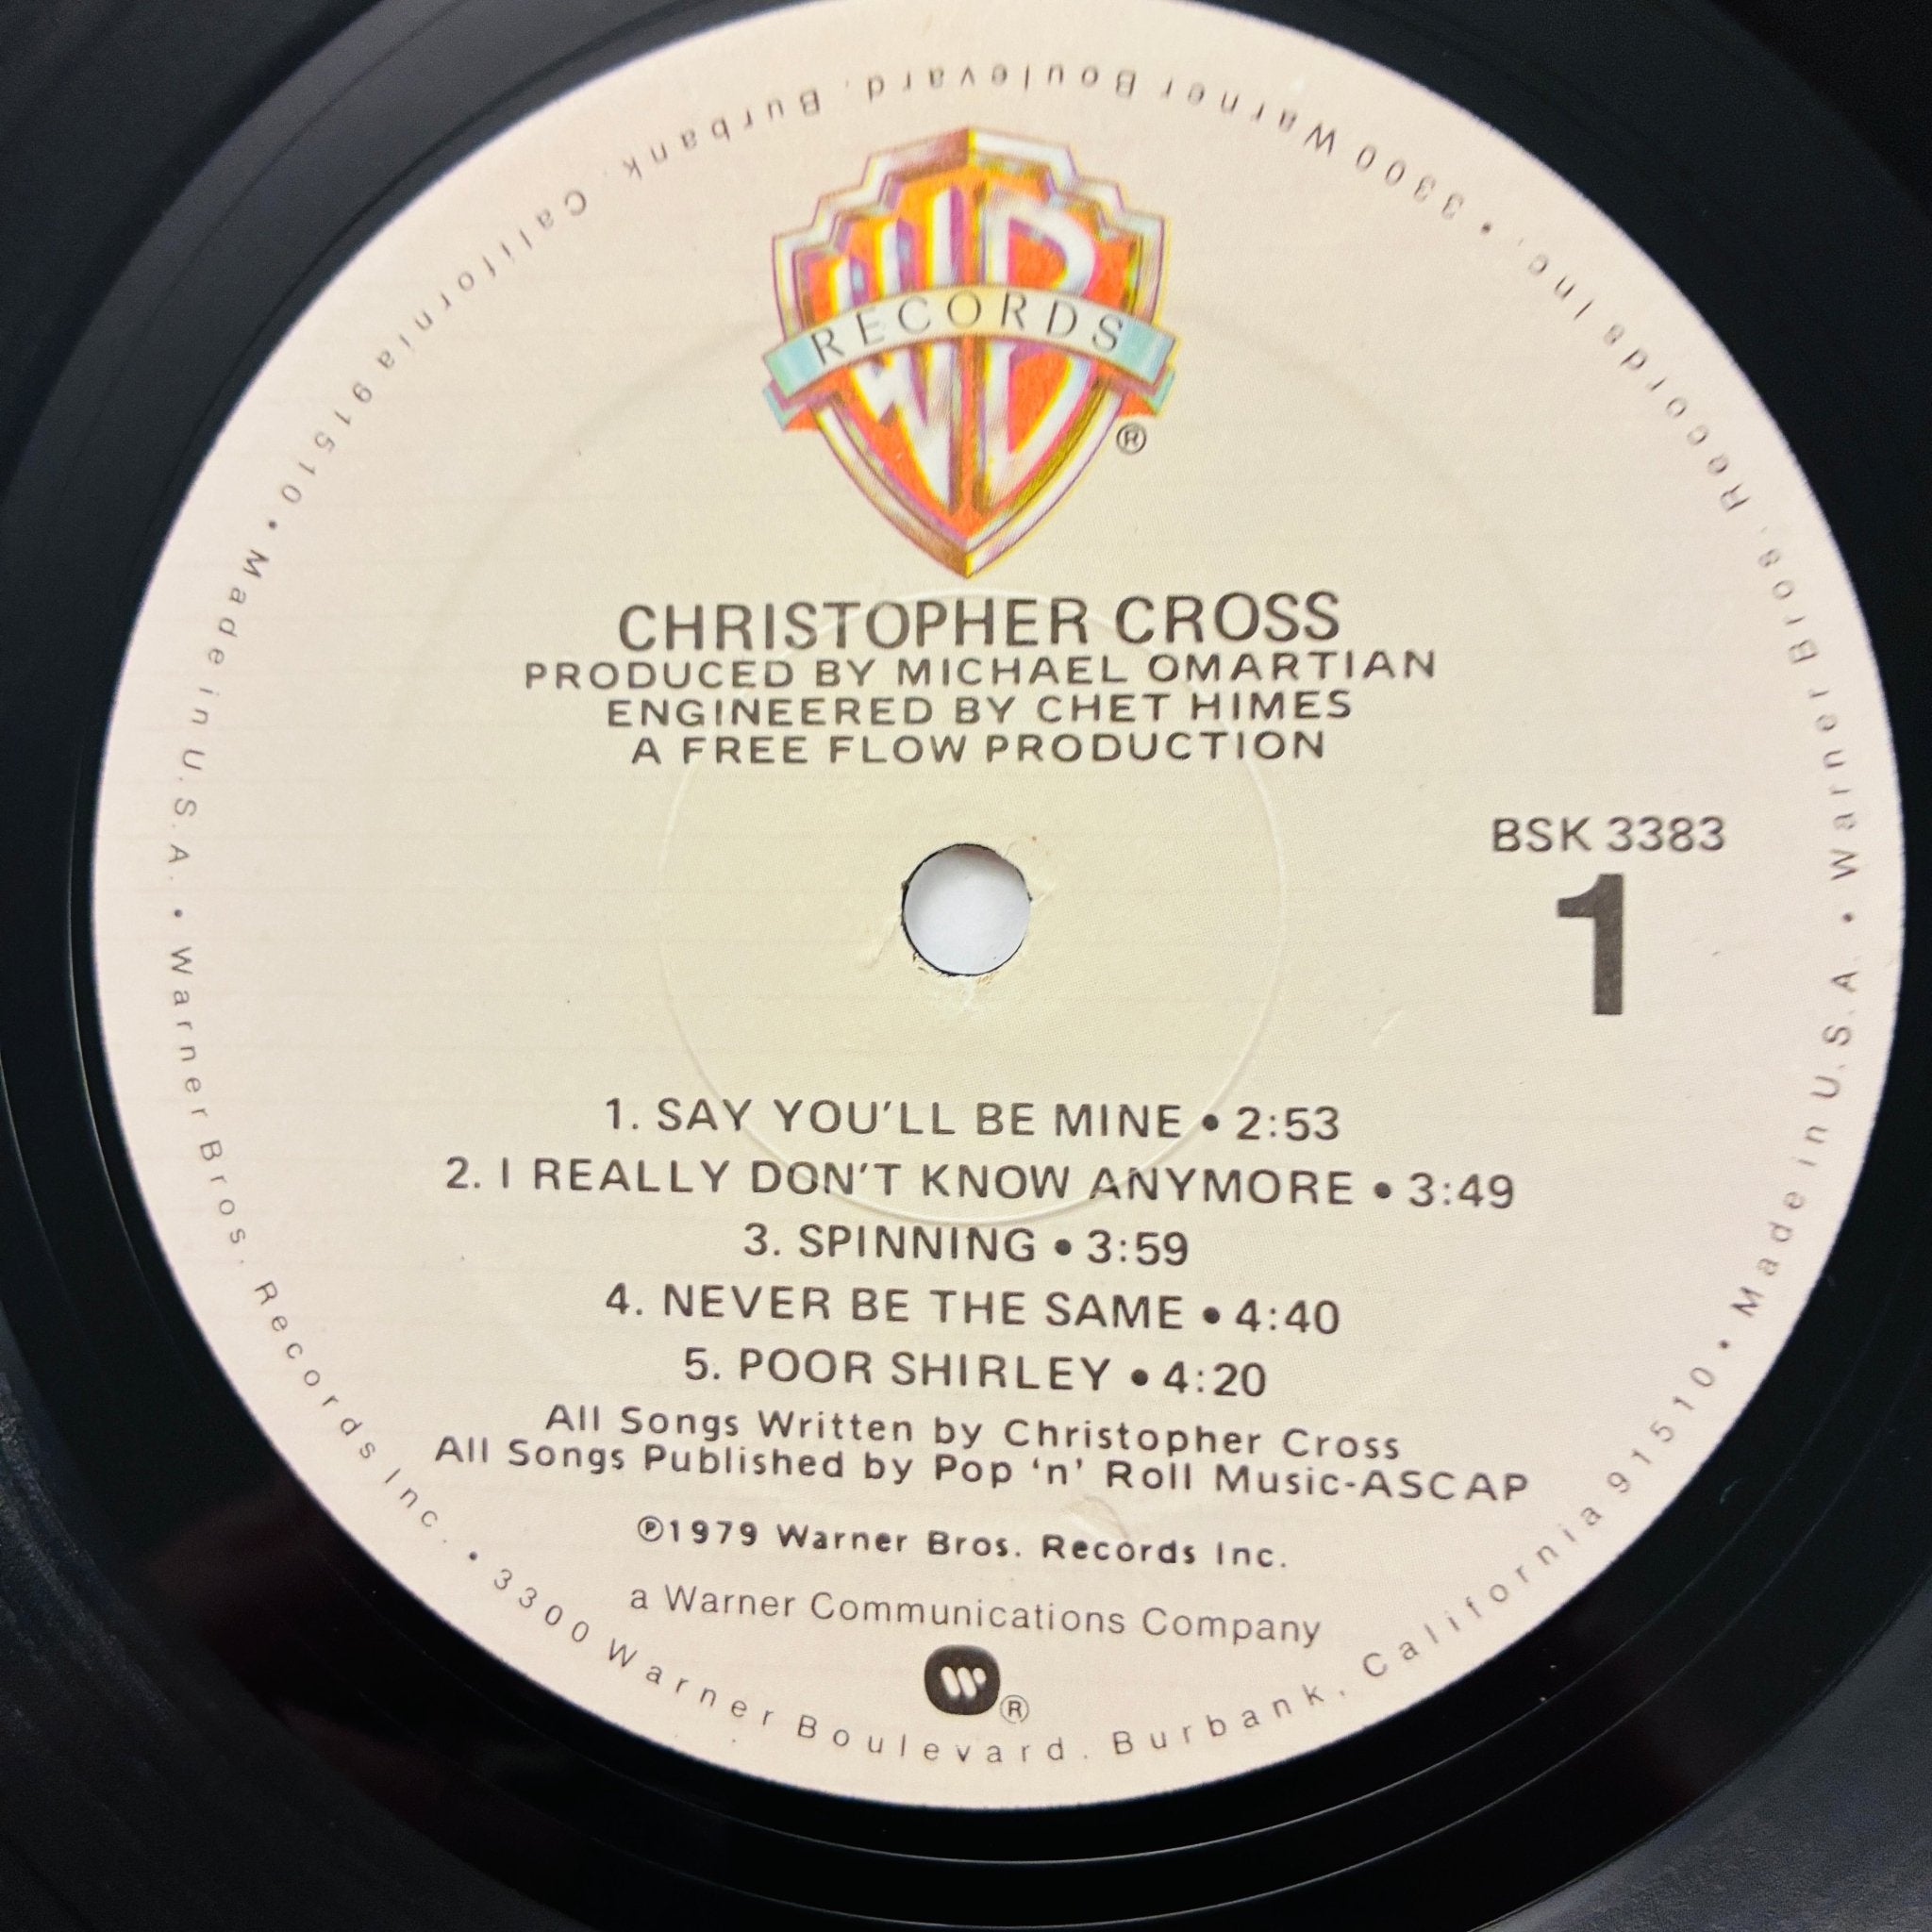 WB
RECORDS
®
CHRISTOPHER CROSS
PRODUCED BY MICHAEL OMARTIAN
ENGINEERED BY CHET HIMES
A FREE FLOW PRODUCTION
BSK 3383
1
1. SAY YOU'LL BE MINE • 2:53
2. I REALLY DON'T KNOW ANYMORE • 3:49
3. SPINNING • 3:59
4. NEVER BE THE SAME • 4:40
5. POOR SHIRLEY • 4:20
All Songs Written by Christopher Cross
All Songs Published by Pop ‘n’ Roll Music-ASCAP
℗1979 Warner Bros. Records Inc.
a Warner Communications Company
W ®
Warner Bros. Records Inc. • 3300 Warner Boulevard, Burbank, California 91510 • Made in U.S.A. • Warner Bros. Records Inc. • 3300 Warner Boulevard, Burbank, California 91510 • Made in U.S.A. •